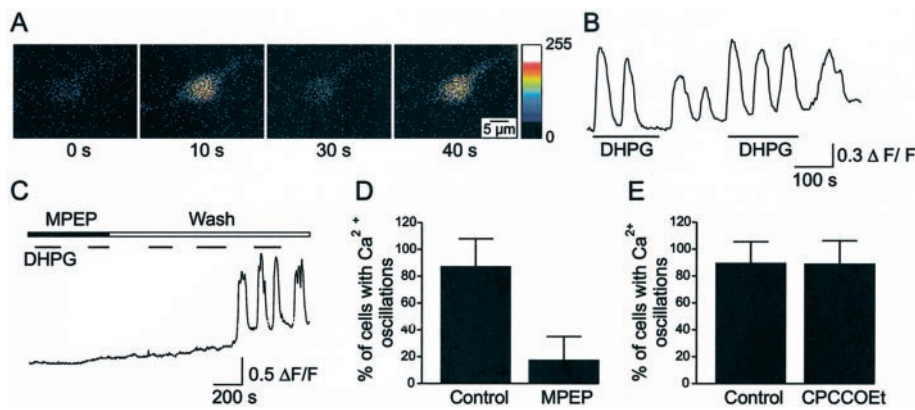 A
255
0
5 µm
0 s
10 s
30 s
40 s
B
DHPG
DHPG
0.3 Δ F/ F
100 s
C
MPEP
Wash
DHPG
0.5 ΔF/F
200 s
D
% of cells with Ca2+
oscillations
120
100
80
60
40
20
0
Control
MPEP
E
% of cells with Ca2+
oscillations
120
100
80
60
40
20
0
Control
CPCCOEt